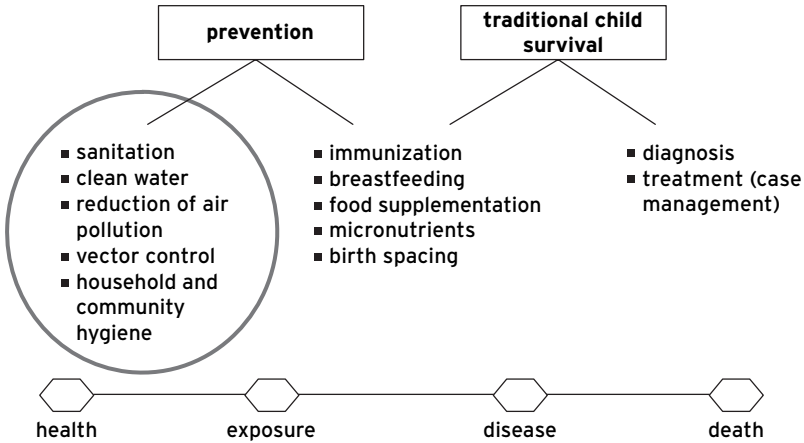 prevention
traditional child
survival
▪ sanitation
▪ clean water
▪ reduction of air
pollution
▪ vector control
▪ household and
community
hygiene
▪ immunization
▪ breastfeeding
▪ food supplementation
▪ micronutrients
▪ birth spacing
▪ diagnosis
▪ treatment (case
management)
health
exposure
disease
death